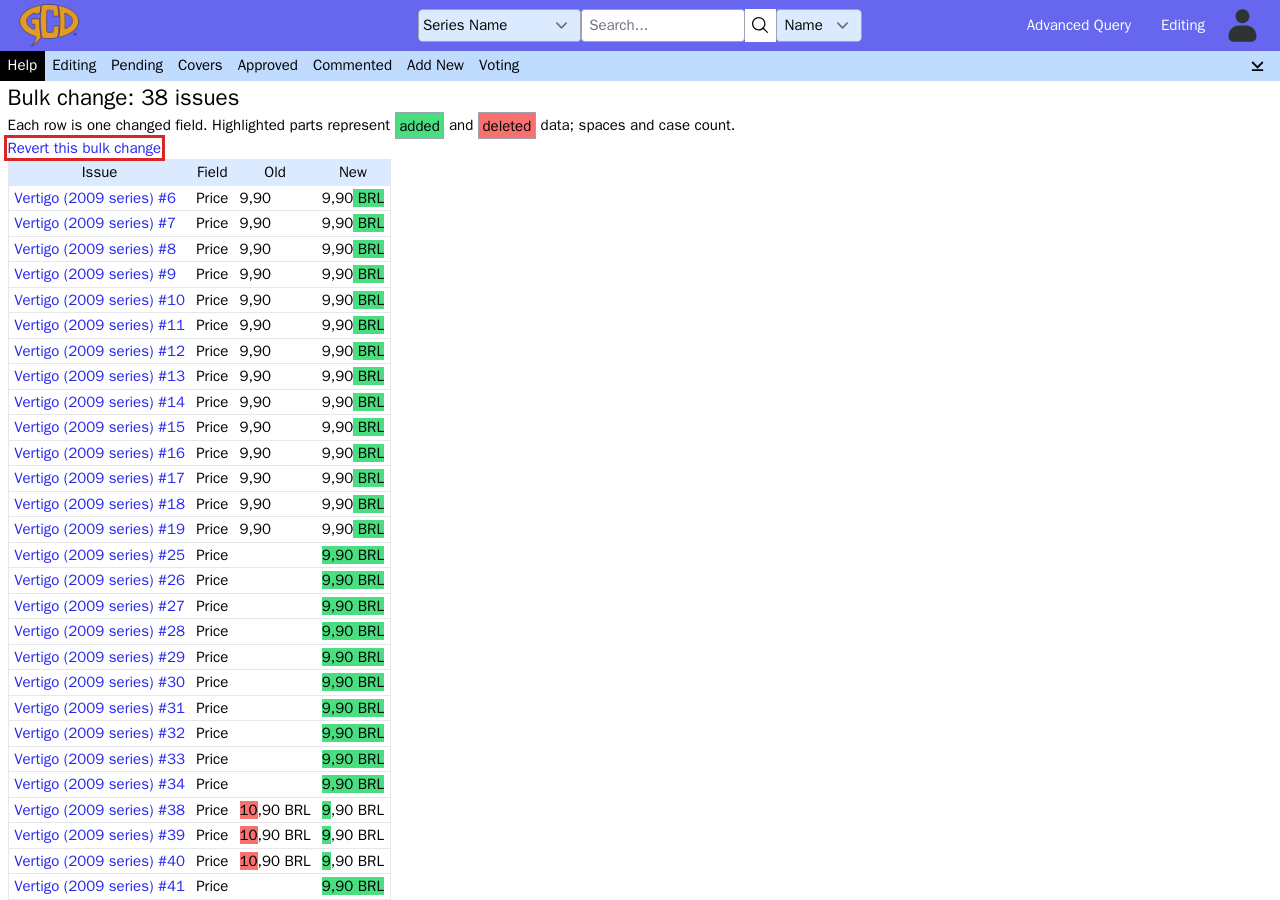 GCD
Series Name Search... Name Advanced Query Editing
Help Editing Pending Covers Approved Commented Add New Voting
Bulk change: 38 issues
Each row is one changed field. Highlighted parts represent added and deleted data; spaces and case count.
Revert this bulk change
Issue Field Old New
Vertigo (2009 series) #6 Price 9,90 9,90 BRL
Vertigo (2009 series) #7 Price 9,90 9,90 BRL
Vertigo (2009 series) #8 Price 9,90 9,90 BRL
Vertigo (2009 series) #9 Price 9,90 9,90 BRL
Vertigo (2009 series) #10 Price 9,90 9,90 BRL
Vertigo (2009 series) #11 Price 9,90 9,90 BRL
Vertigo (2009 series) #12 Price 9,90 9,90 BRL
Vertigo (2009 series) #13 Price 9,90 9,90 BRL
Vertigo (2009 series) #14 Price 9,90 9,90 BRL
Vertigo (2009 series) #15 Price 9,90 9,90 BRL
Vertigo (2009 series) #16 Price 9,90 9,90 BRL
Vertigo (2009 series) #17 Price 9,90 9,90 BRL
Vertigo (2009 series) #18 Price 9,90 9,90 BRL
Vertigo (2009 series) #19 Price 9,90 9,90 BRL
Vertigo (2009 series) #25 Price 9,90 BRL
Vertigo (2009 series) #26 Price 9,90 BRL
Vertigo (2009 series) #27 Price 9,90 BRL
Vertigo (2009 series) #28 Price 9,90 BRL
Vertigo (2009 series) #29 Price 9,90 BRL
Vertigo (2009 series) #30 Price 9,90 BRL
Vertigo (2009 series) #31 Price 9,90 BRL
Vertigo (2009 series) #32 Price 9,90 BRL
Vertigo (2009 series) #33 Price 9,90 BRL
Vertigo (2009 series) #34 Price 9,90 BRL
Vertigo (2009 series) #38 Price 10,90 BRL 9,90 BRL
Vertigo (2009 series) #39 Price 10,90 BRL 9,90 BRL
Vertigo (2009 series) #40 Price 10,90 BRL 9,90 BRL
Vertigo (2009 series) #41 Price 9,90 BRL